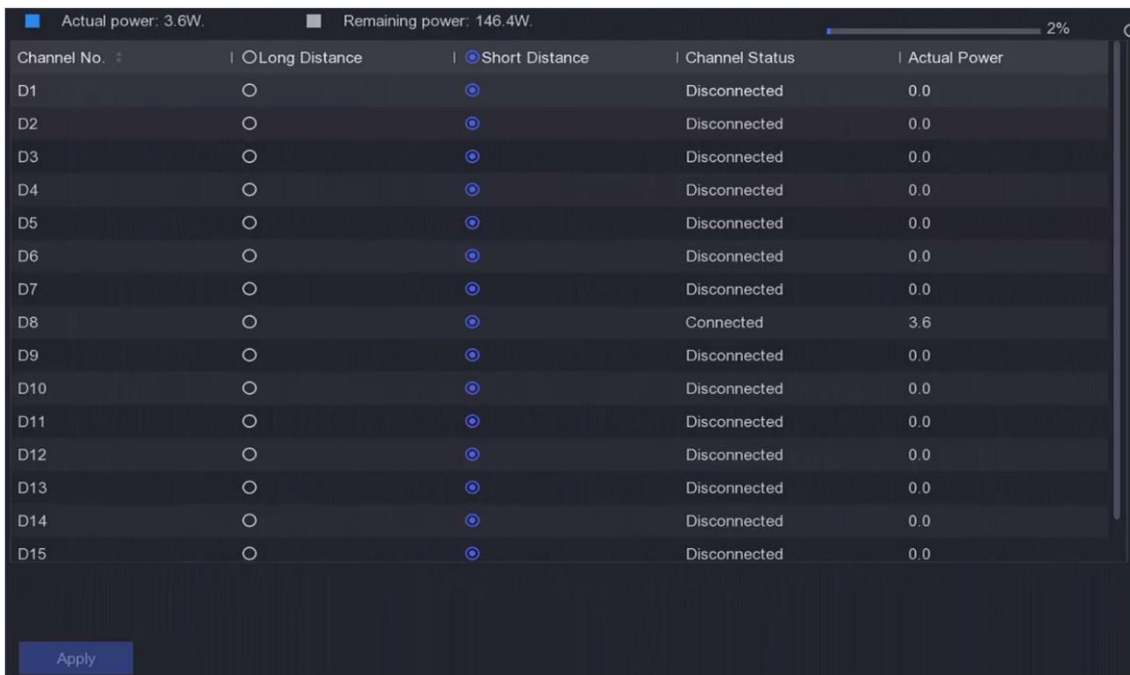 Actual power: 3.6W. Remaining power: 146.4W. 2%
Channel No. Long Distance Short Distance Channel Status Actual Power
D1 Disconnected 0.0
D2 Disconnected 0.0
D3 Disconnected 0.0
D4 Disconnected 0.0
D5 Disconnected 0.0
D6 Disconnected 0.0
D7 Disconnected 0.0
D8 Connected 3.6
D9 Disconnected 0.0
D10 Disconnected 0.0
D11 Disconnected 0.0
D12 Disconnected 0.0
D13 Disconnected 0.0
D14 Disconnected 0.0
D15 Disconnected 0.0
Apply